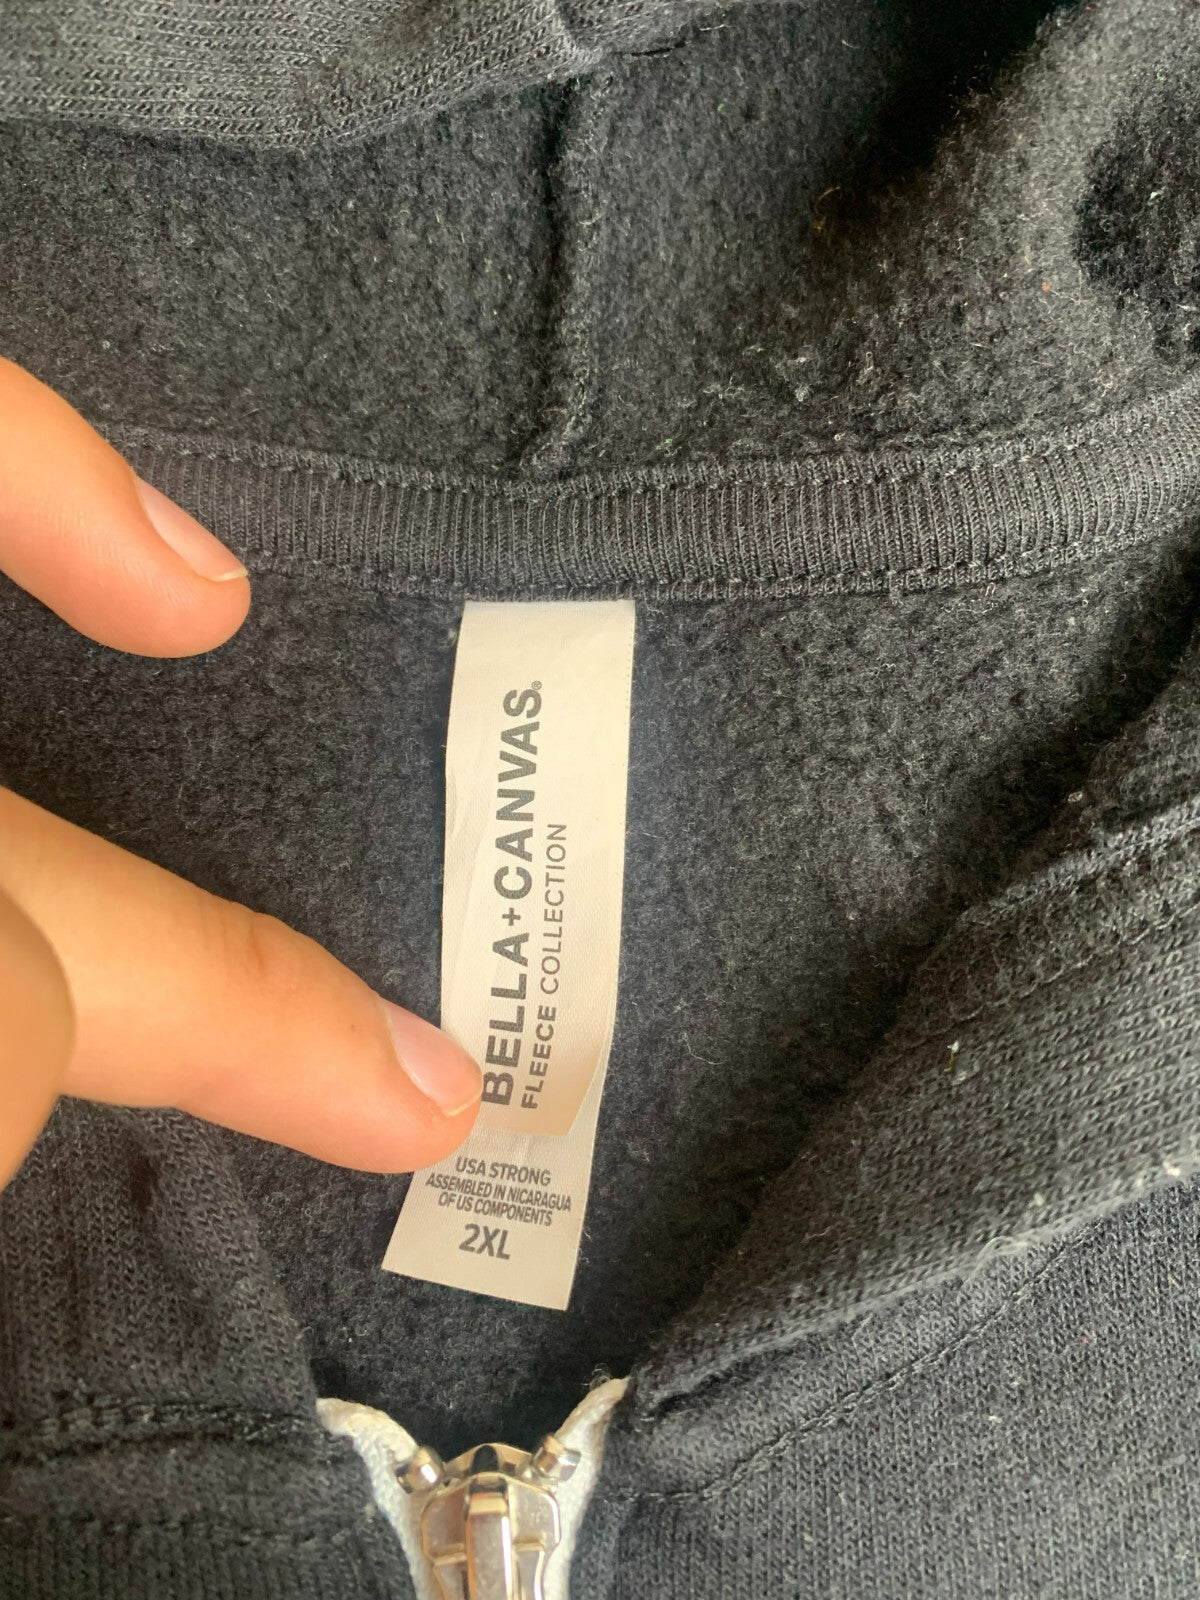 BELLA+CANVAS®
FLEECE COLLECTION
USA STRONG
ASSEMBLED IN NICARAGUA
OF US COMPONENTS
2XL